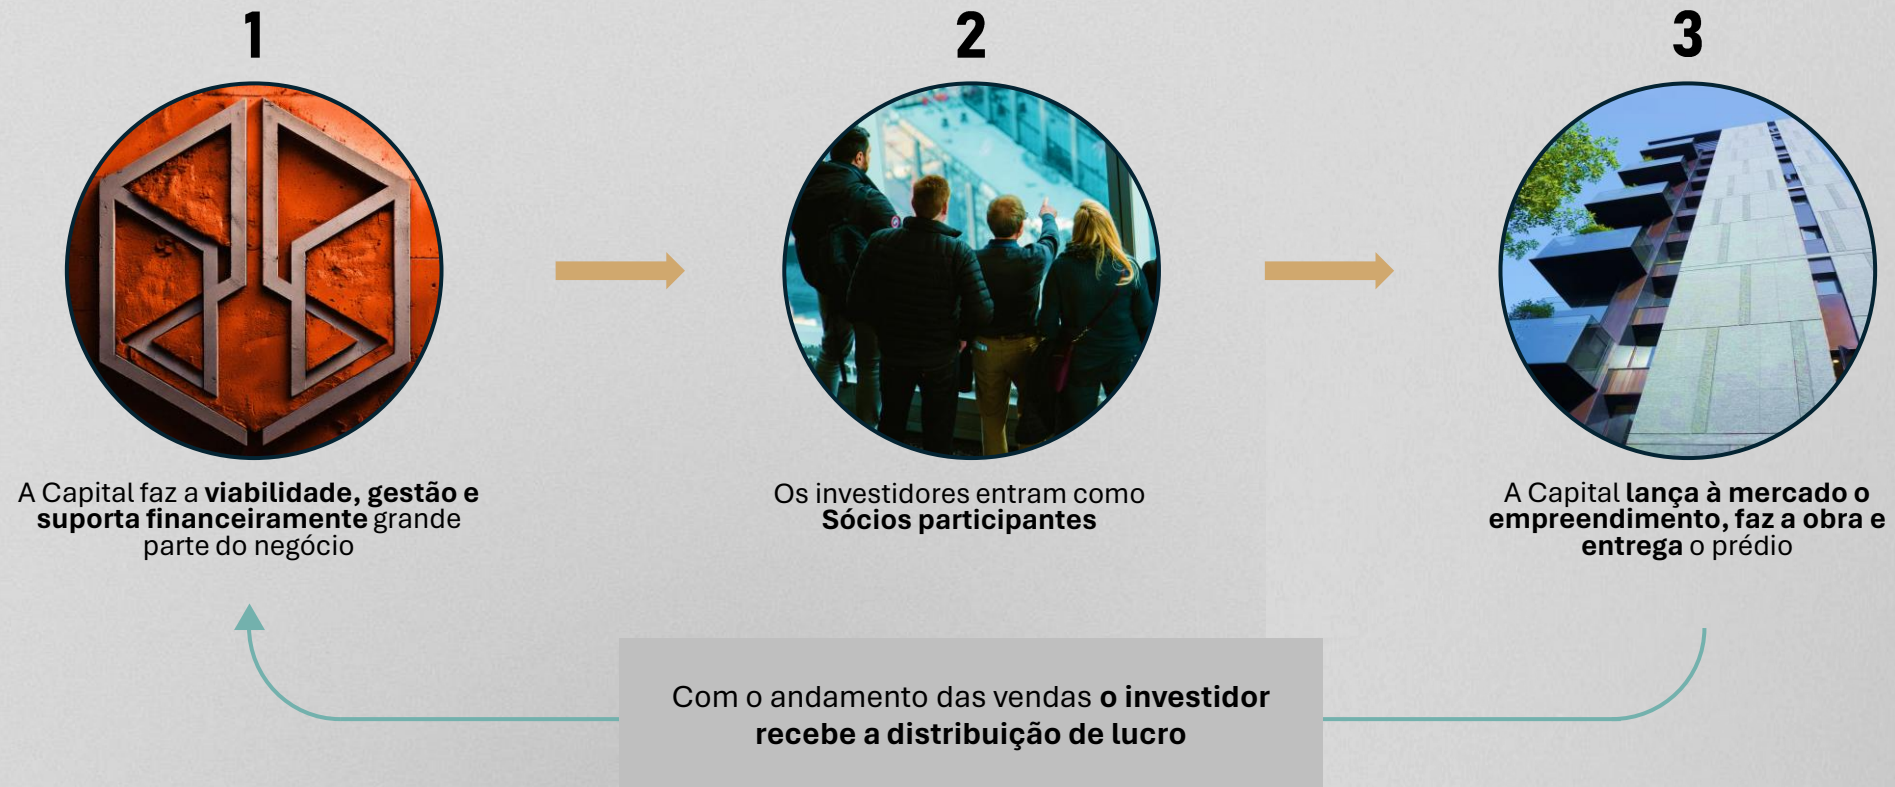 1
2
3
A Capital faz a viabilidade, gestão e
suporta financeiramente grande
parte do negócio
Os investidores entram como
Sócios participantes
A Capital lança à mercado o
empreendimento, faz a obra e
entrega o prédio
Com o andamento das vendas o investidor
recebe a distribuição de lucro